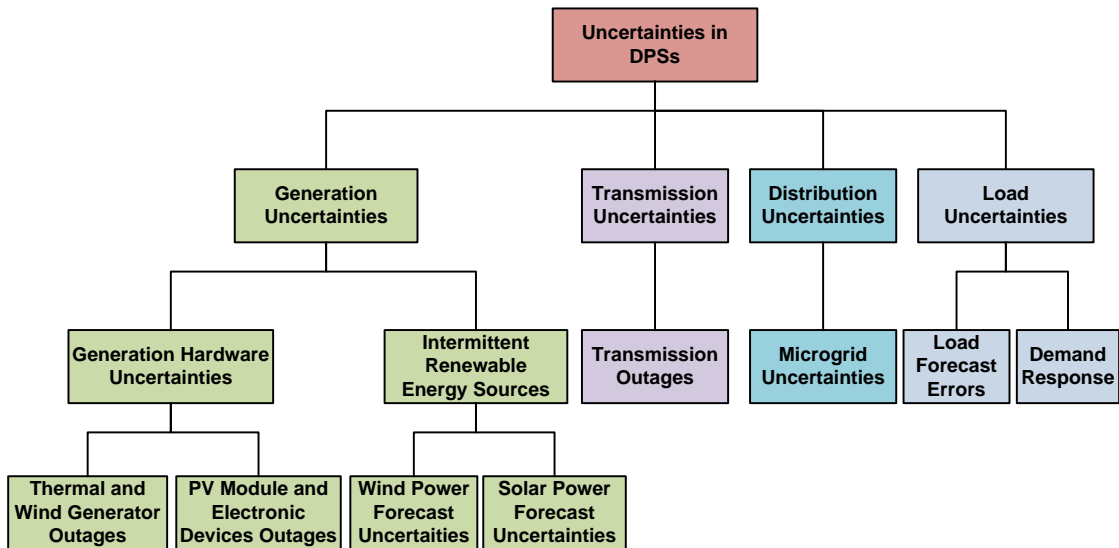 Uncertainties in
DPSs
Generation
Uncertainties
Transmission
Uncertainties
Distribution
Uncertainties
Load
Uncertainties
Generation Hardware
Uncertainties
Intermittent
Renewable
Energy Sources
Transmission
Outages
Microgrid
Uncertainties
Load
Forecast
Errors
Demand
Response
Thermal and
Wind Generator
Outages
PV Module and
Electronic
Devices Outages
Wind Power
Forecast
Uncertaities
Solar Power
Forecast
Uncertainties